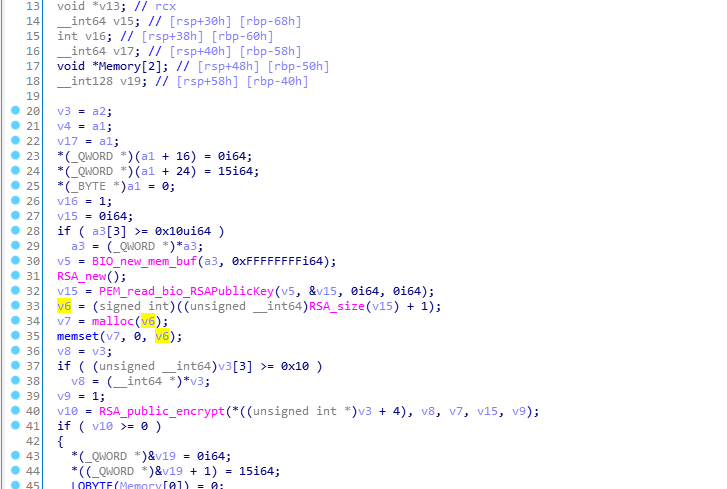 13 void *v13; // rcx
14 __int64 v15; // [rsp+30h] [rbp-68h]
15 int v16; // [rsp+38h] [rbp-60h]
16 __int64 v17; // [rsp+40h] [rbp-58h]
17 void *Memory[2]; // [rsp+48h] [rbp-50h]
18 __int128 v19; // [rsp+58h] [rbp-40h]
19
20 v3 = a2;
21 v4 = a1;
22 v17 = a1;
23 *(_QWORD *)(a1 + 16) = 0i64;
24 *(_QWORD *)(a1 + 24) = 15i64;
25 *(_BYTE *)a1 = 0;
26 v16 = 1;
27 v15 = 0i64;
28 if ( a3[3] >= 0x10ui64 )
29 a3 = (_QWORD *)*a3;
30 v5 = BIO_new_mem_buf(a3, 0xFFFFFFFFi64);
31 RSA_new();
32 v15 = PEM_read_bio_RSAPublicKey(v5, &v15, 0i64, 0i64);
33 v6 = (signed int)((unsigned __int64)RSA_size(v15) + 1);
34 v7 = malloc(v6);
35 memset(v7, 0, v6);
36 v8 = v3;
37 if ( (unsigned __int64)v3[3] >= 0x10 )
38 v8 = (__int64 *)*v3;
39 v9 = 1;
40 v10 = RSA_public_encrypt(*((unsigned int *)v3 + 4), v8, v7, v15, v9);
41 if ( v10 >= 0 )
42 {
43 *(_QWORD *)&v19 = 0i64;
44 *((_QWORD *)&v19 + 1) = 15i64;
45 LOBYTE(Memory[0]) = 0;